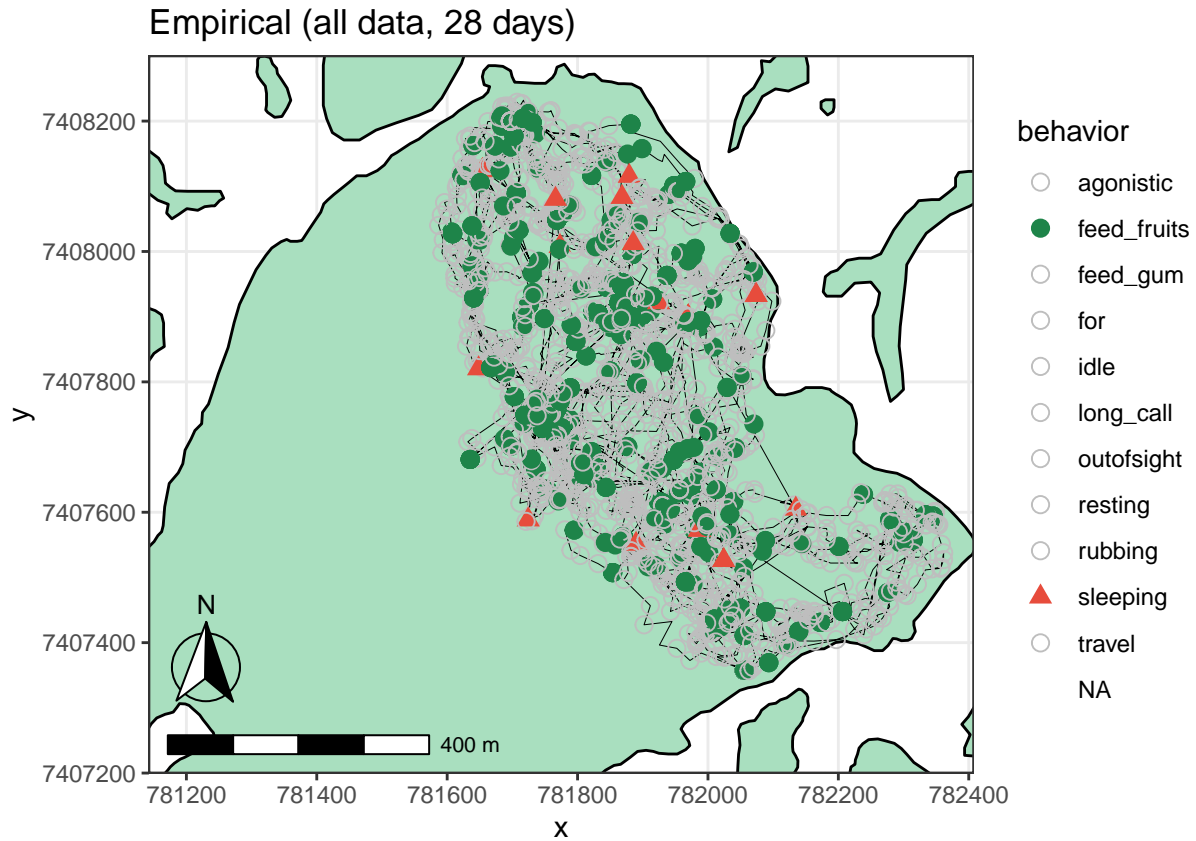 Empirical (all data, 28 days)
7408200
7408000
7407800
7407600
7407400
7407200
y
N
400 m
781200
781400
781600
781800
782000
782200
782400
x
behavior
agonistic
feed_fruits
feed_gum
for
idle
long_call
outofsight
resting
rubbing
sleeping
travel
NA